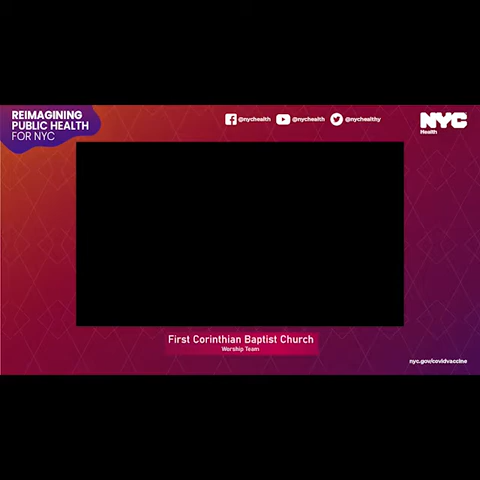 REIMAGINING
PUBLIC HEALTH
FOR NYC
@nychealth
@nychealth
@nychealthy
NYC
Health
First Corinthian Baptist Church
Worship Team
nyc.gov/covidvaccine